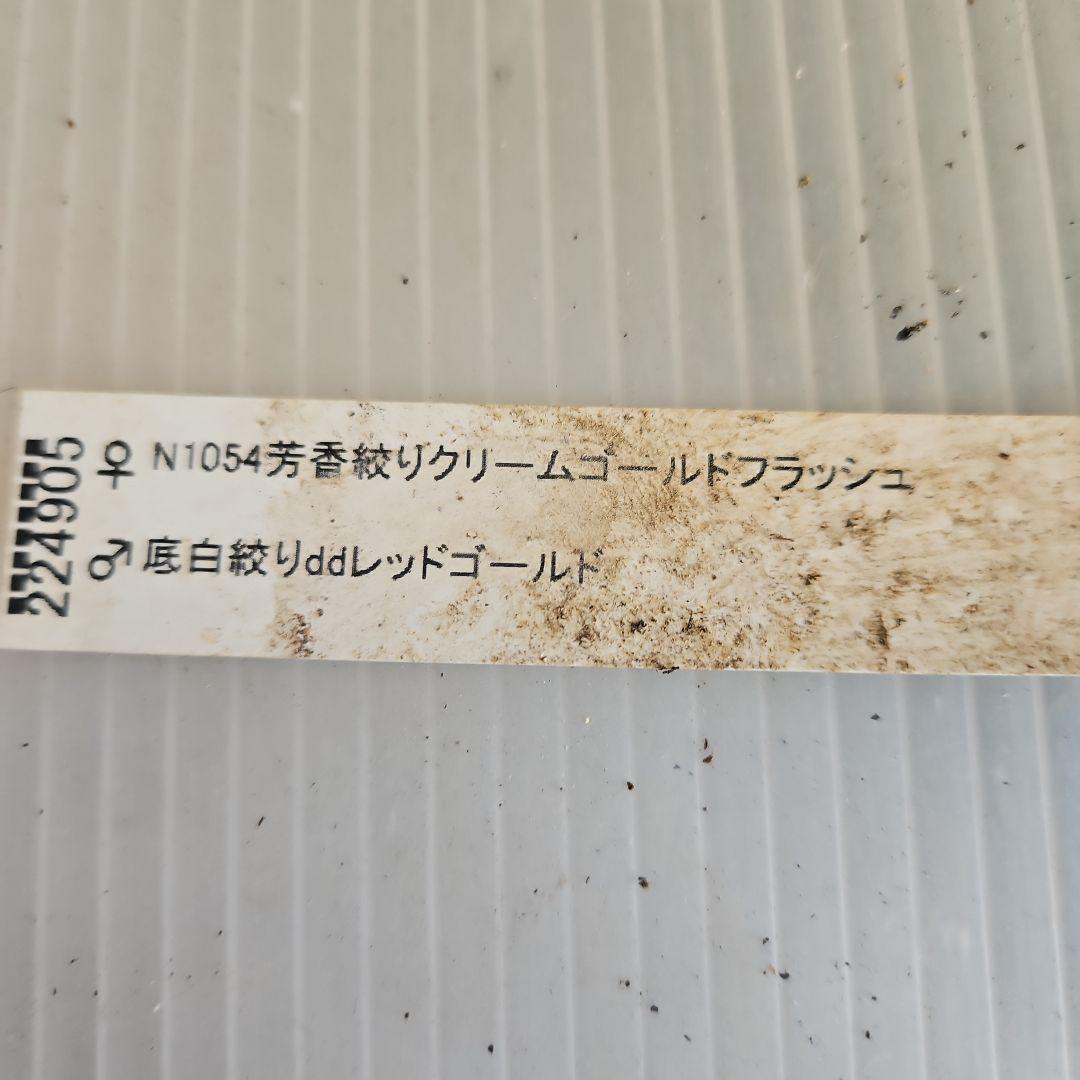 2224905
♀ N1054芳香絞りクリームゴールドフラッシュ
♂ 底白絞りddレッドゴールド